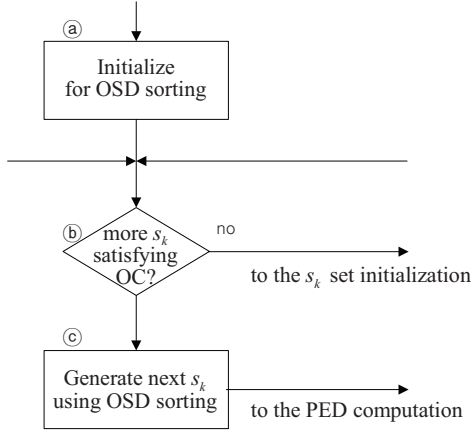 ⓐ
Initialize
for OSD sorting
ⓑ
more s_k
satisfying
OC?
no
to the s_k set initialization
ⓒ
Generate next s_k
using OSD sorting
to the PED computation